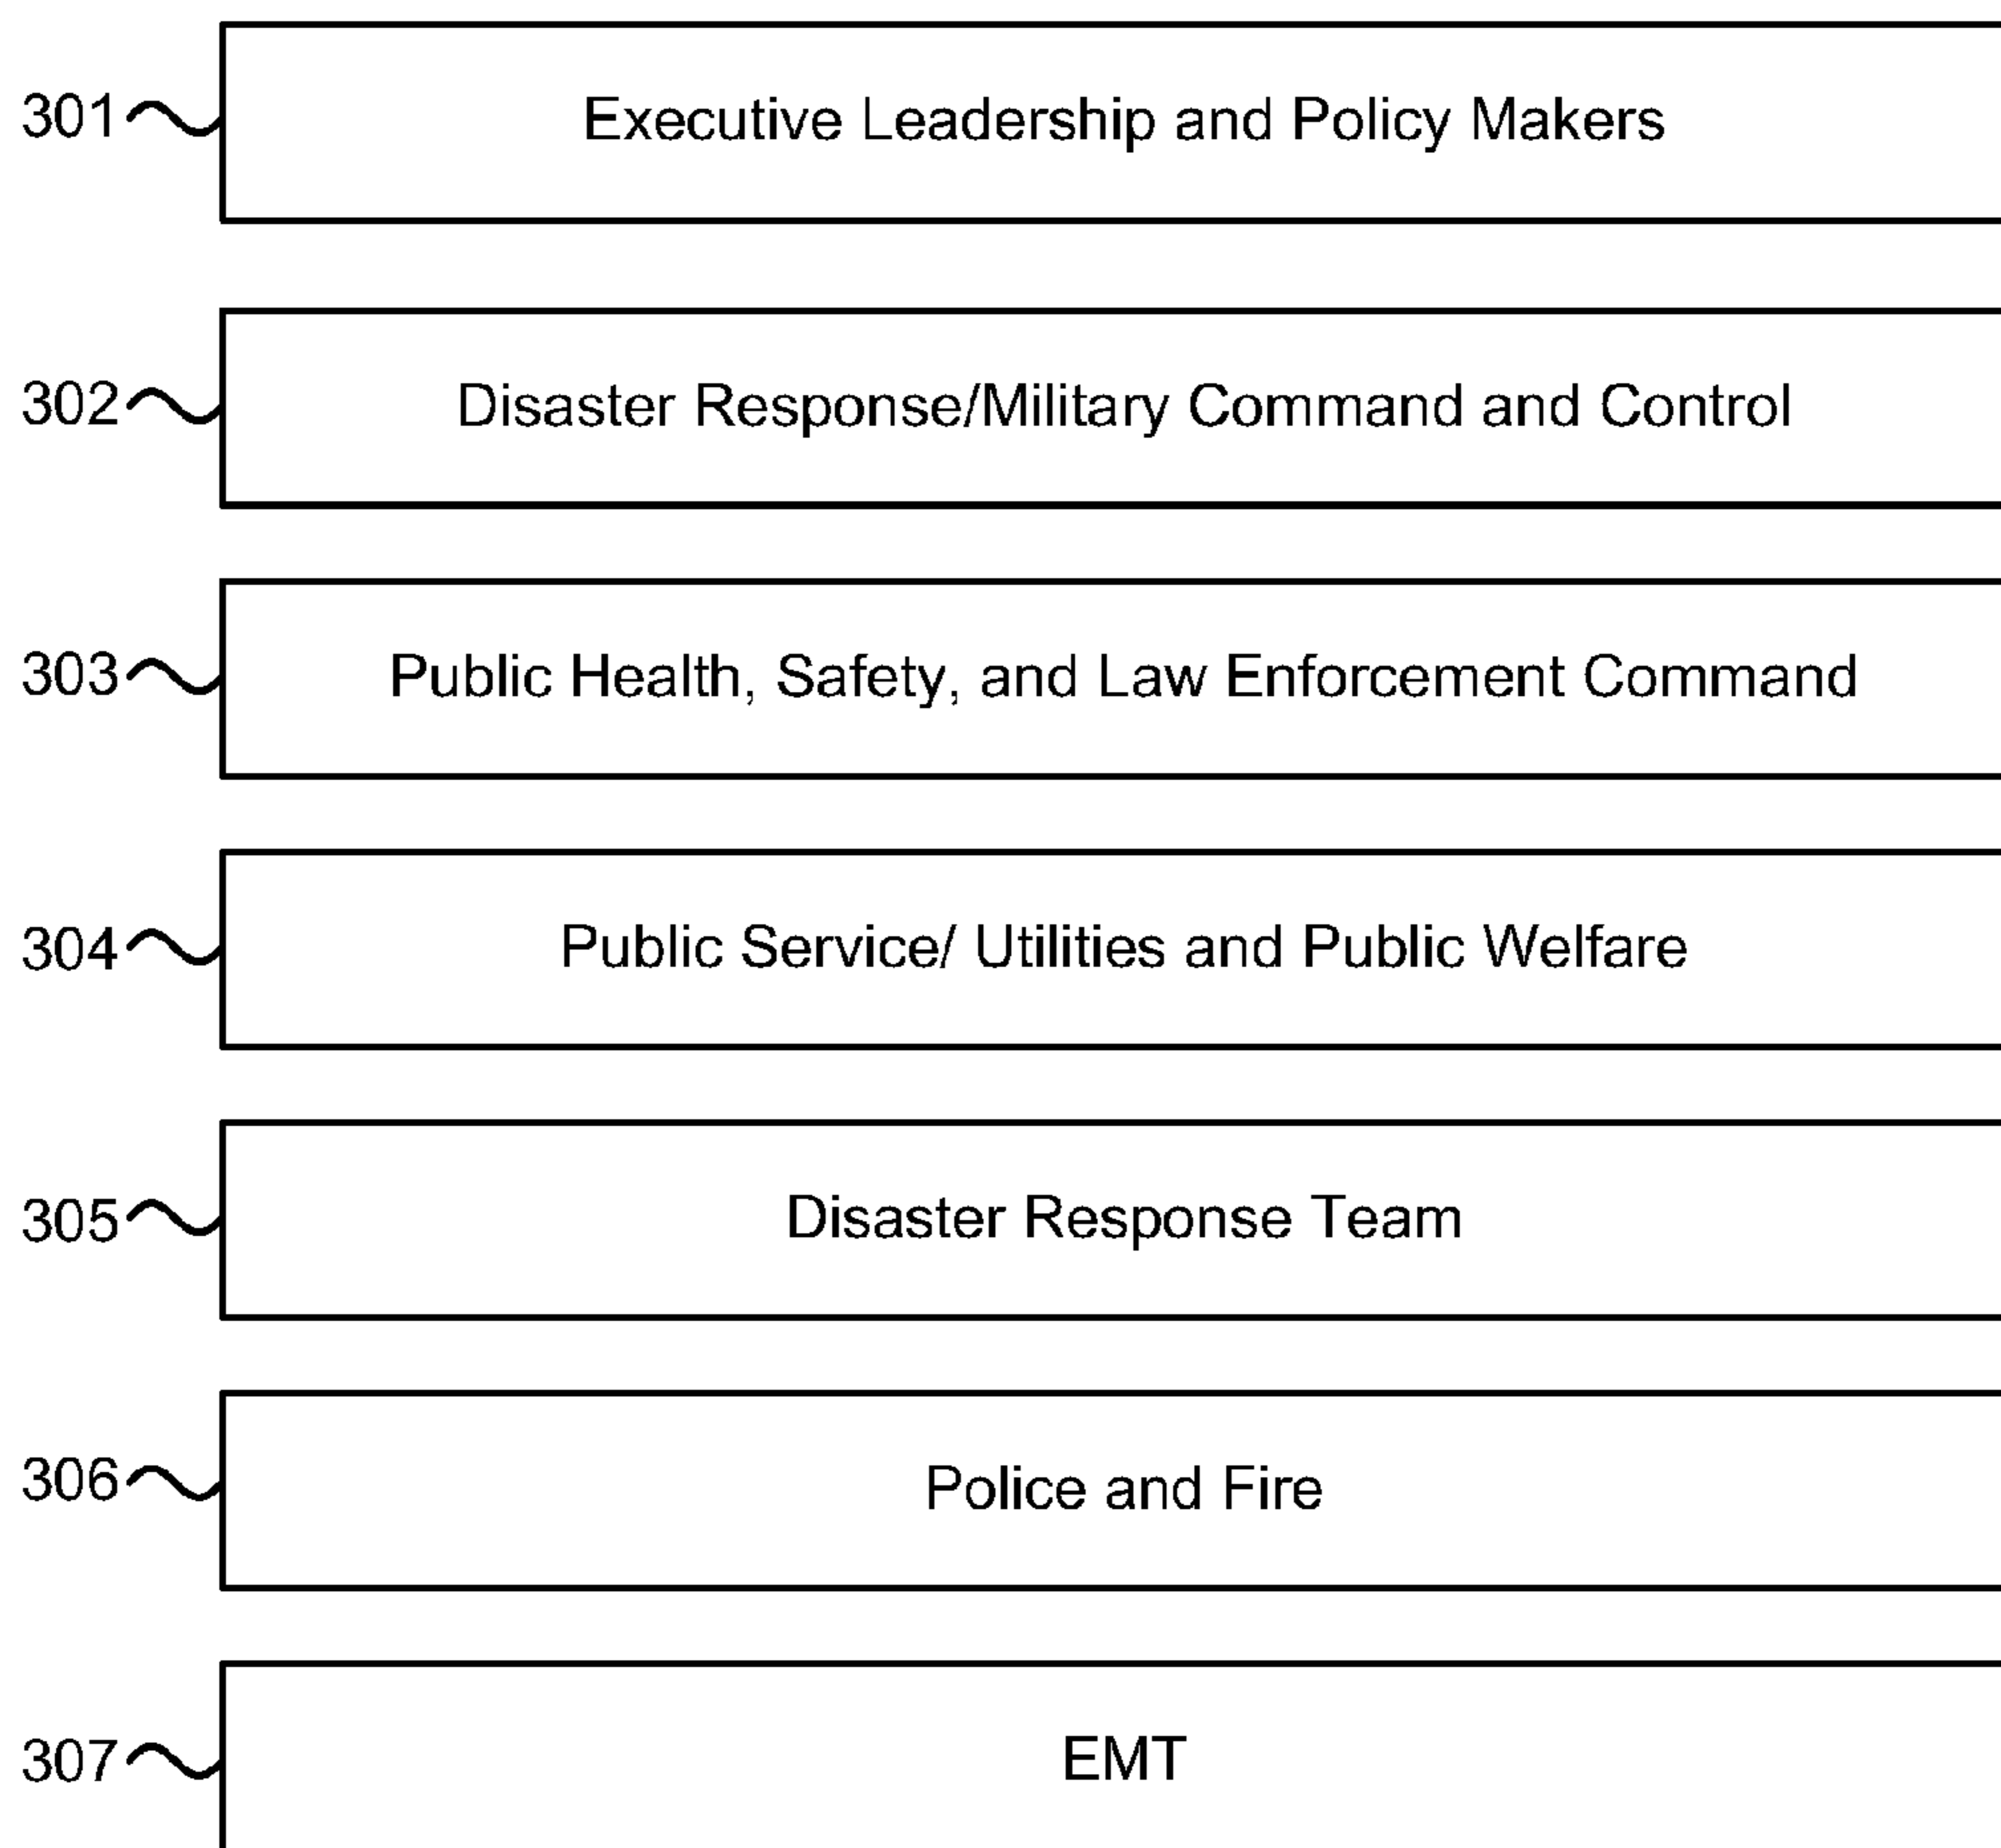 301 Executive Leadership and Policy Makers
302 Disaster Response/Military Command and Control
303 Public Health, Safety, and Law Enforcement Command
304 Public Service/ Utilities and Public Welfare
305 Disaster Response Team
306 Police and Fire
307 EMT